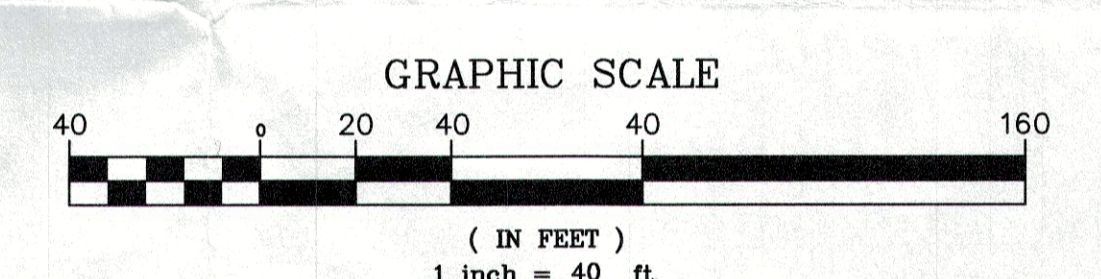 GRAPHIC SCALE
40 0 20 40 40 160
( IN FEET )
1 inch = 40 ft.